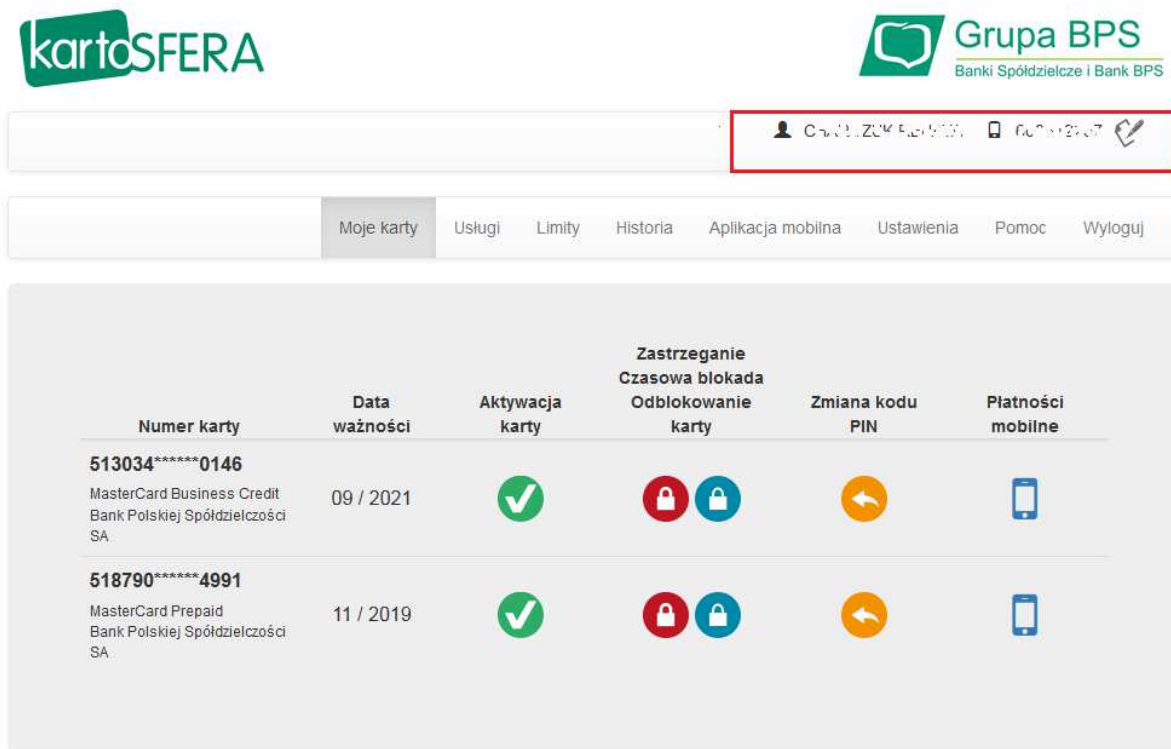 kartoSFERA
Grupa BPS
Banki Spółdzielcze i Bank BPS
Moje karty Usługi Limity Historia Aplikacja mobilna Ustawienia Pomoc Wyloguj
Zastrzeganie
Czasowa blokada
Data Aktywacja Odblokowanie Zmiana kodu Płatności
Numer karty ważności karty karty PIN mobilne
513034******0146
MasterCard Business Credit
Bank Polskiej Spółdzielczości
SA
09 / 2021
518790******4991
MasterCard Prepaid
Bank Polskiej Spółdzielczości
SA
11 / 2019